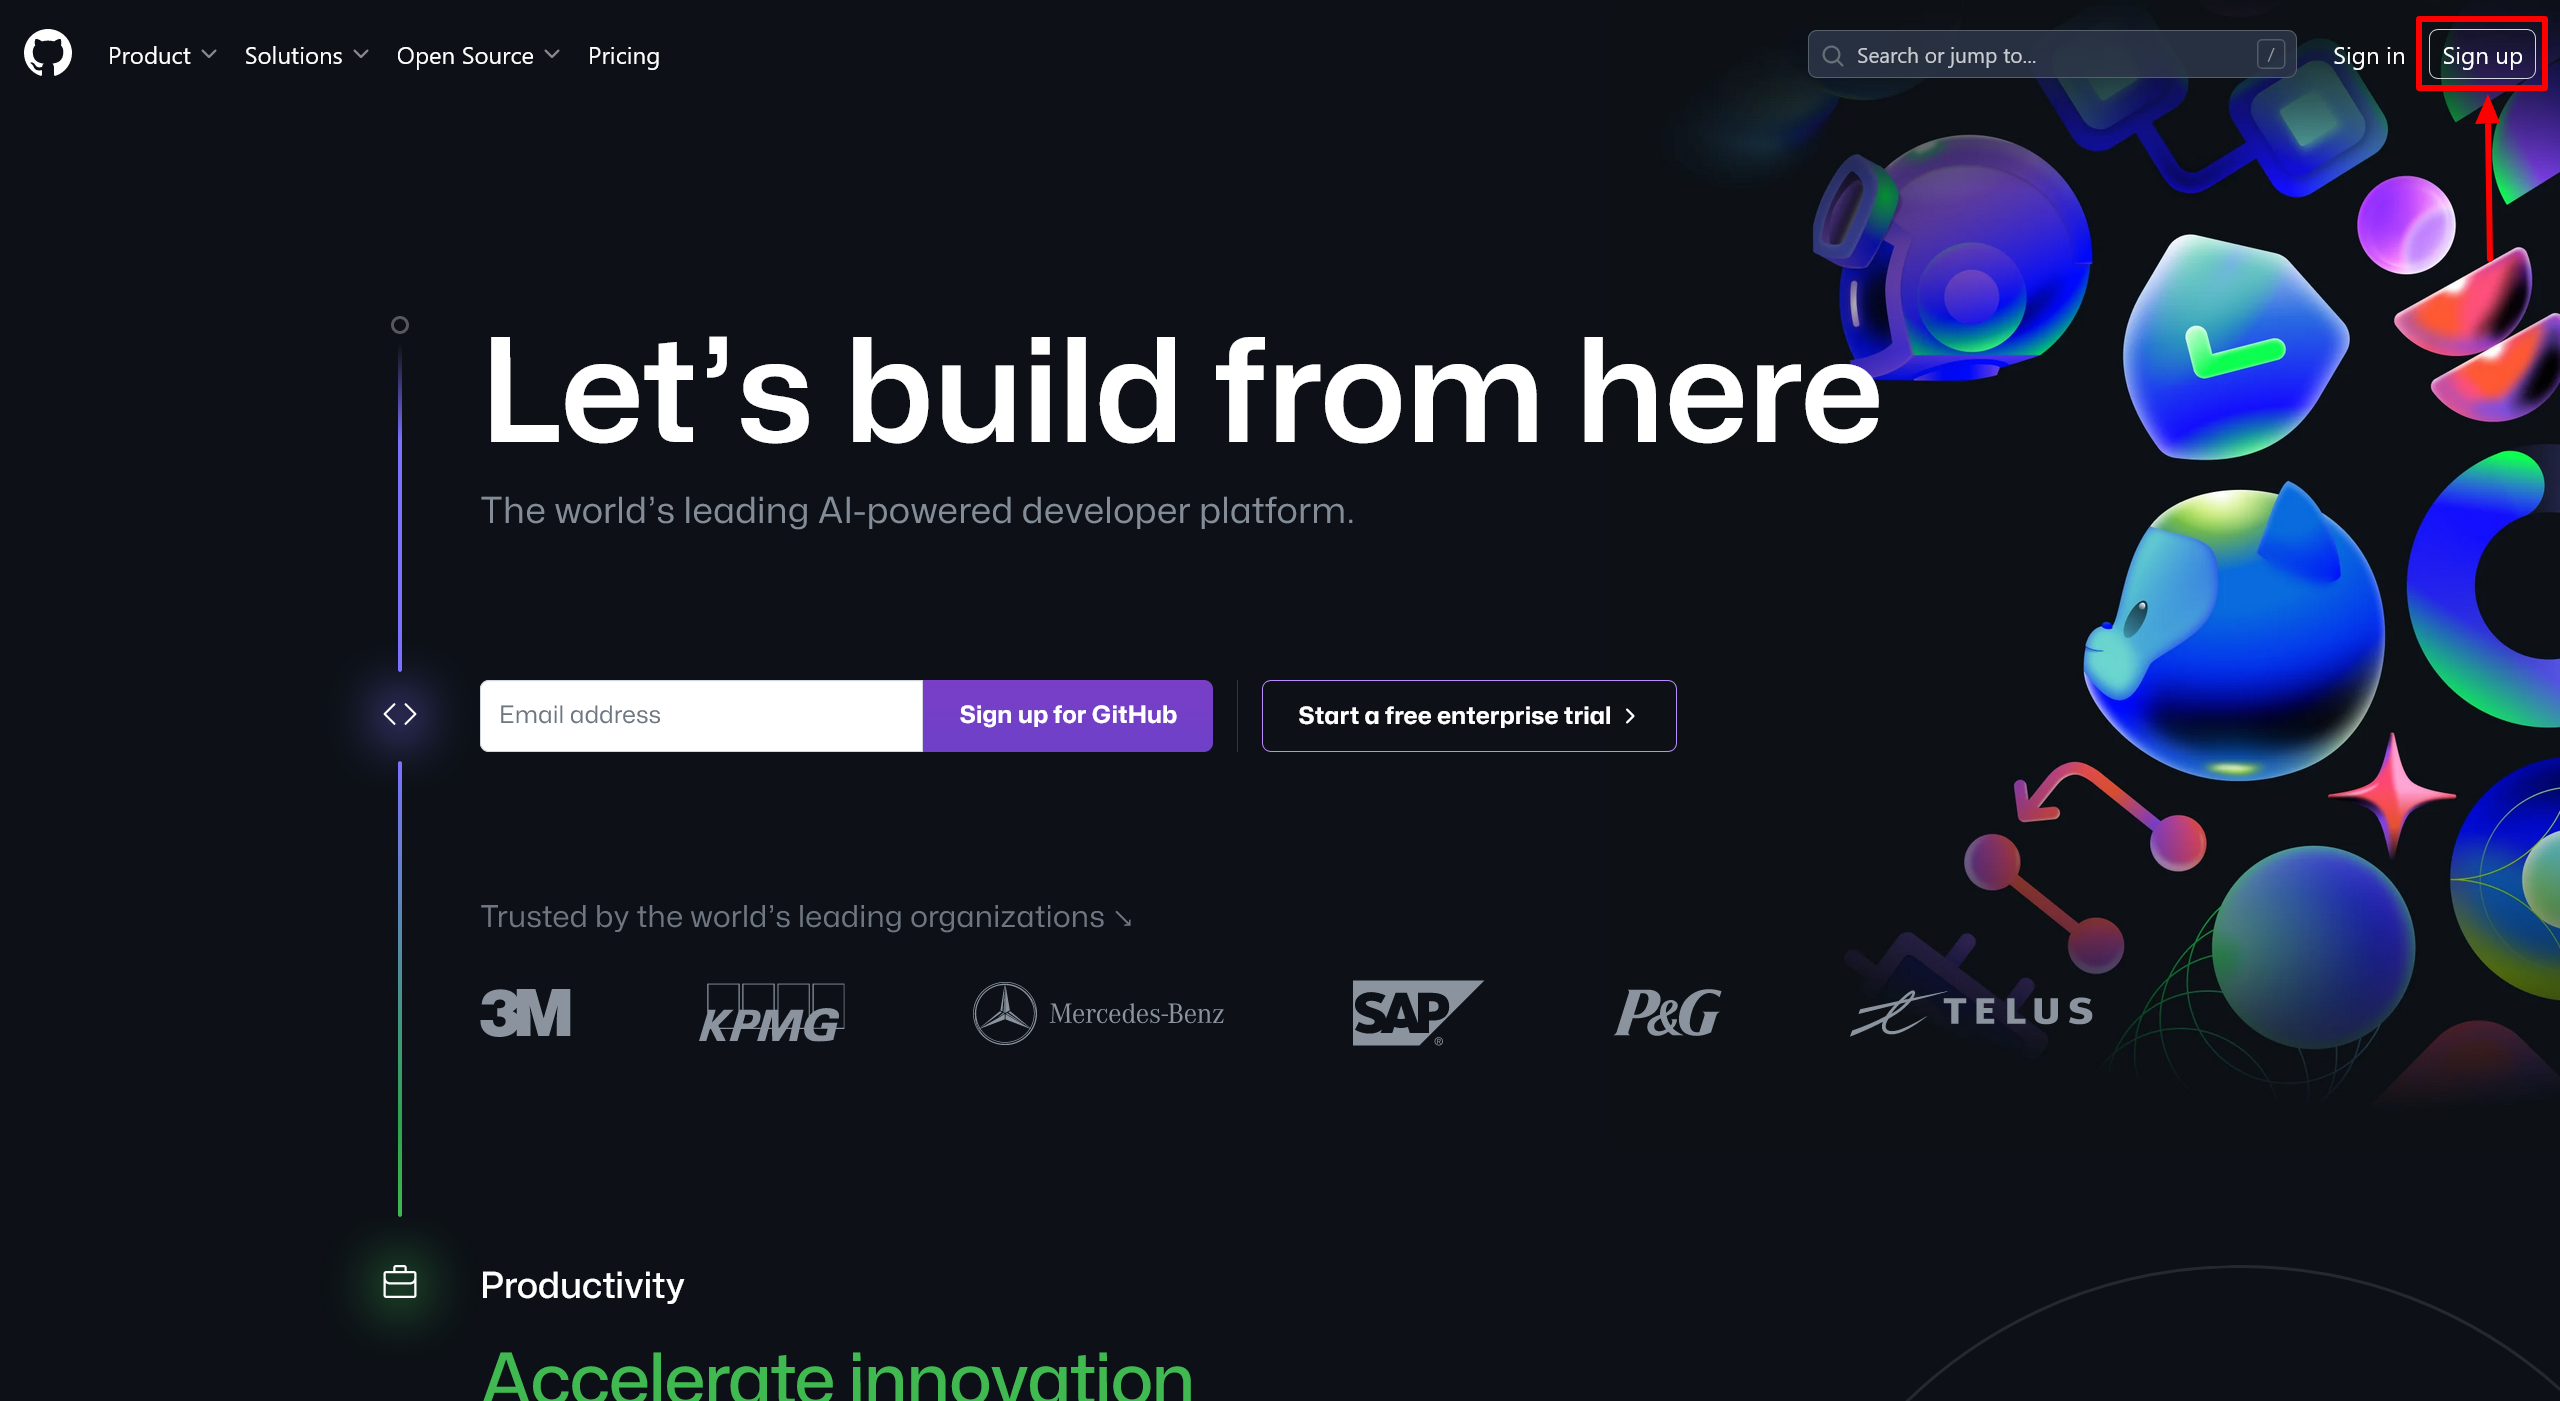 Product Solutions Open Source Pricing Search or jump to... / Sign in Sign up
Let’s build from here
The world’s leading AI-powered developer platform.
Email address Sign up for GitHub Start a free enterprise trial
Trusted by the world’s leading organizations
3M KPMG Mercedes-Benz SAP ® P&G TELUS
Productivity
Accelerate innovation